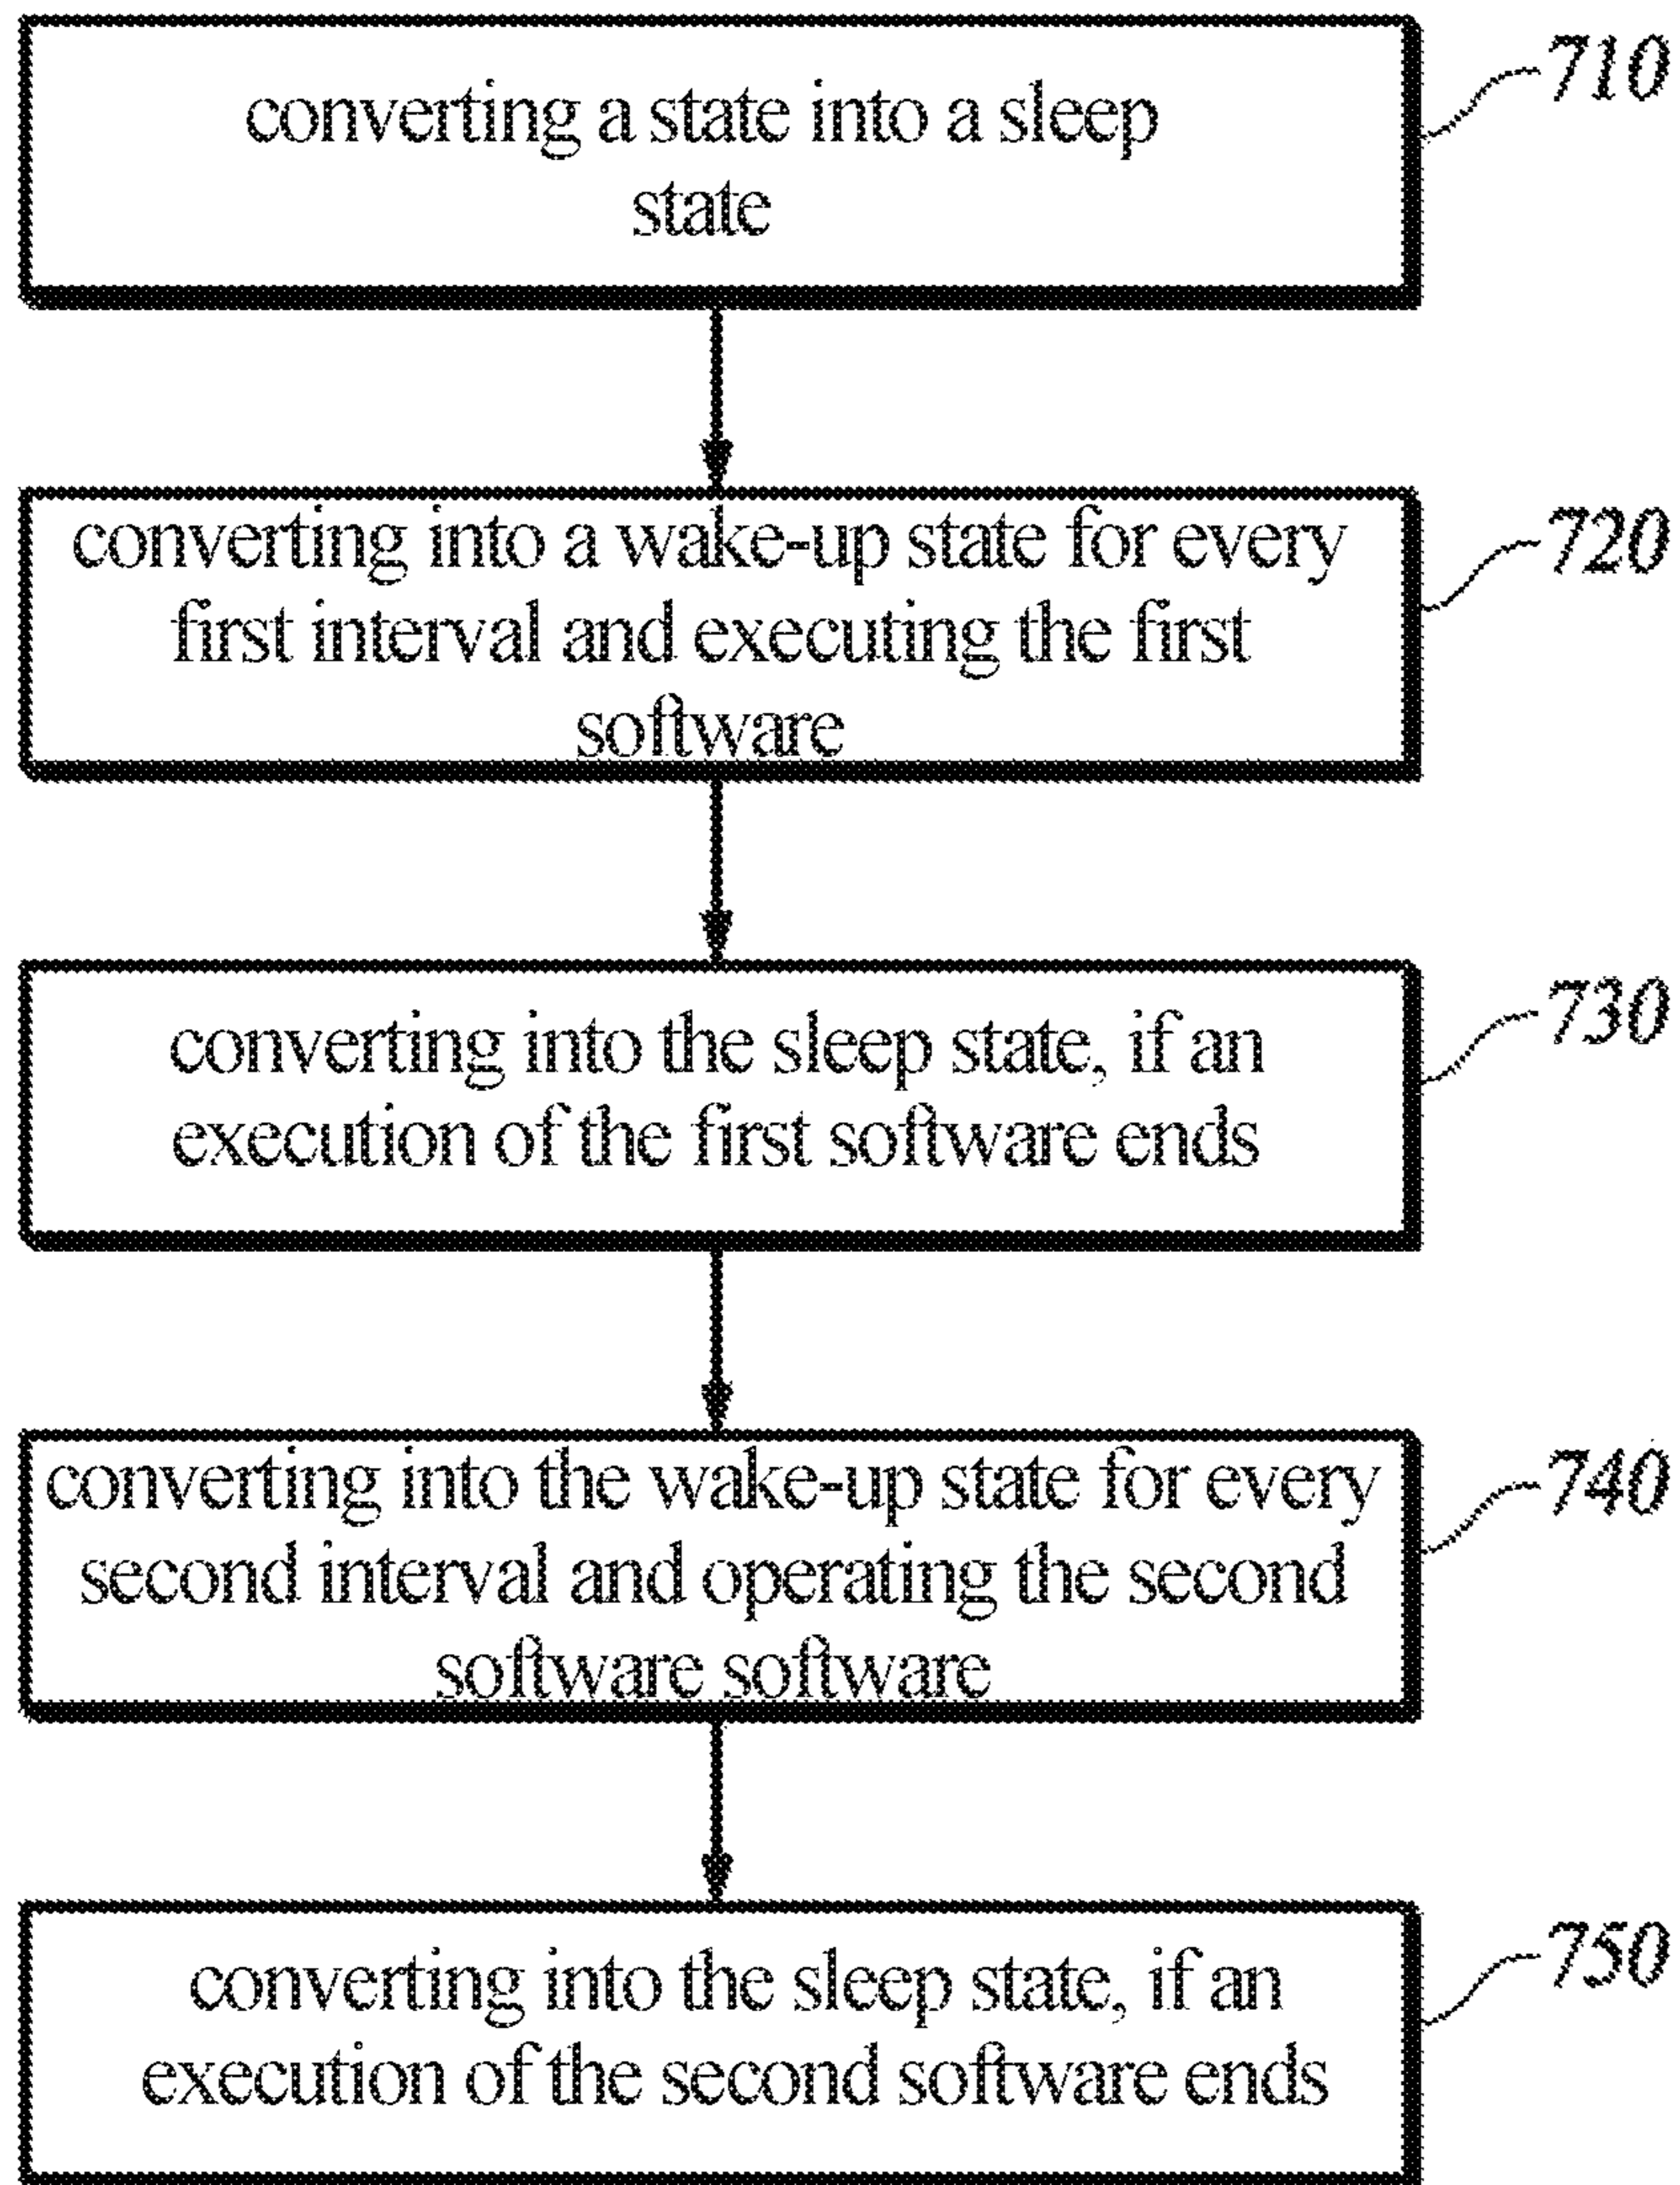 converting a state into a sleep
state
710
converting into a wake-up state for every
first interval and executing the first
software
720
converting into the sleep state, if an
execution of the first software ends
730
converting into the wake-up state for every
second interval and operating the second
software software
740
converting into the sleep state, if an
execution of the second software ends
750